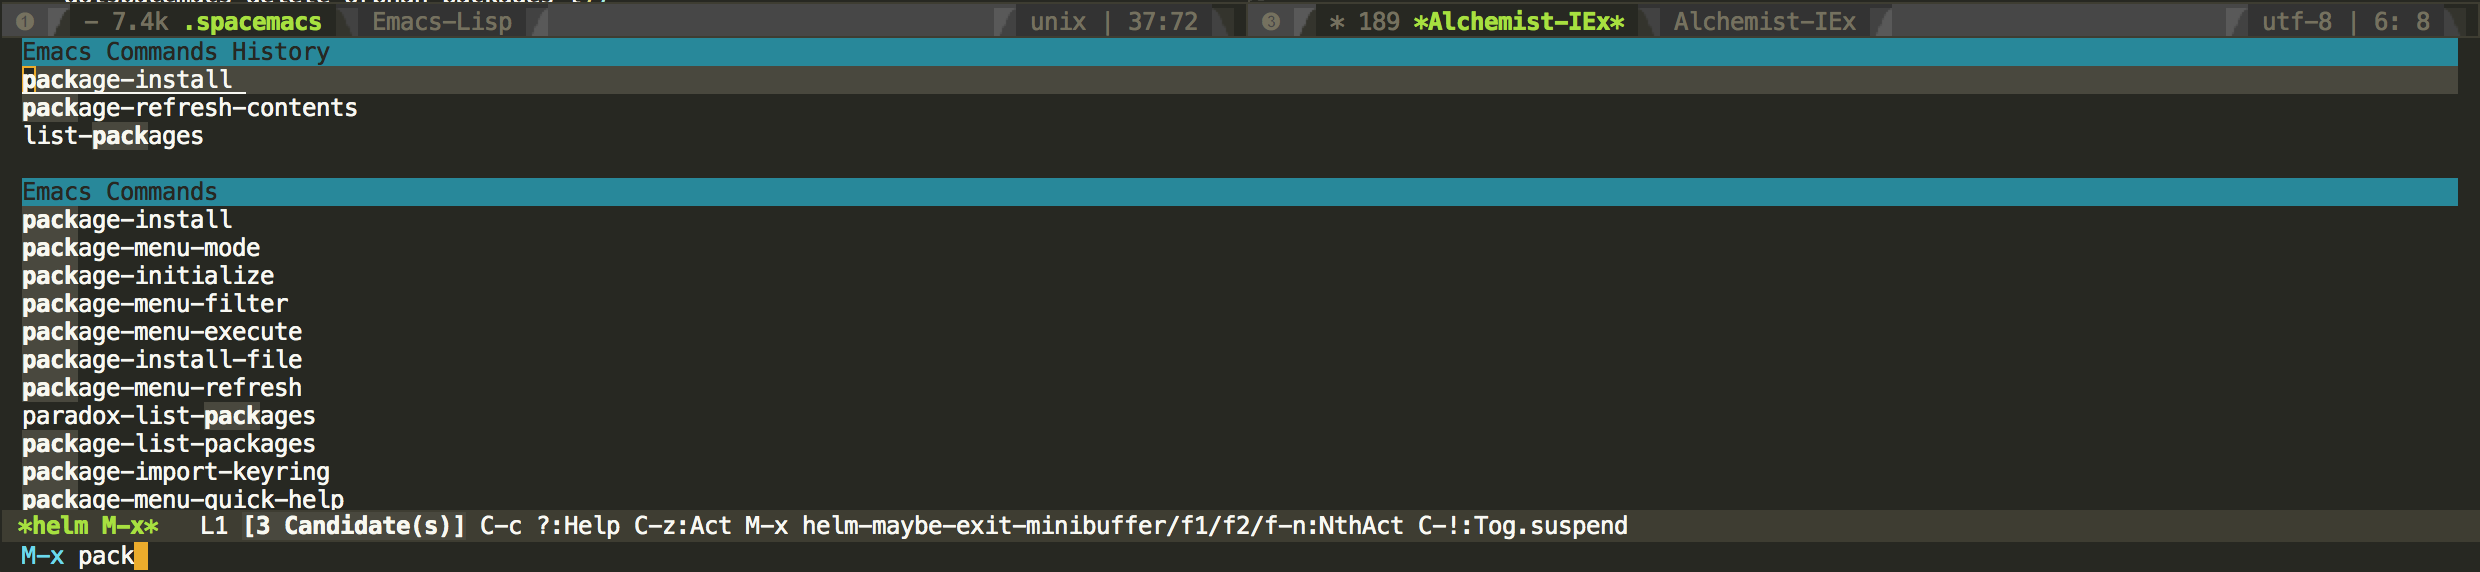 ❶ - 7.4k .spacemacs Emacs-Lisp unix | 37:72 ❸ * 189 *Alchemist-IEx* Alchemist-IEx utf-8 | 6: 8
Emacs Commands History
package-install
package-refresh-contents
list-packages
Emacs Commands
package-install
package-menu-mode
package-initialize
package-menu-filter
package-menu-execute
package-install-file
package-menu-refresh
paradox-list-packages
package-list-packages
package-import-keyring
package-menu-quick-help
*helm M-x* L1 [3 Candidate(s)] C-c ?:Help C-z:Act M-x helm-maybe-exit-minibuffer/f1/f2/f-n:NthAct C-!:Tog.suspend
M-x pack